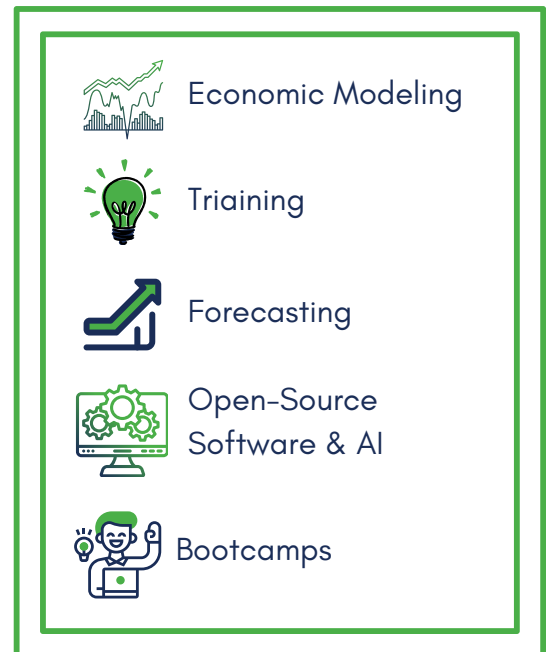 Economic Modeling
Triaining
Forecasting
Open-Source
Software & AI
Bootcamps